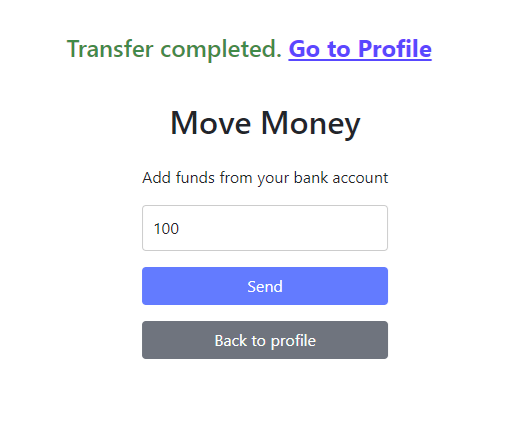 Transfer completed. Go to Profile
Move Money
Add funds from your bank account
100
Send
Back to profile